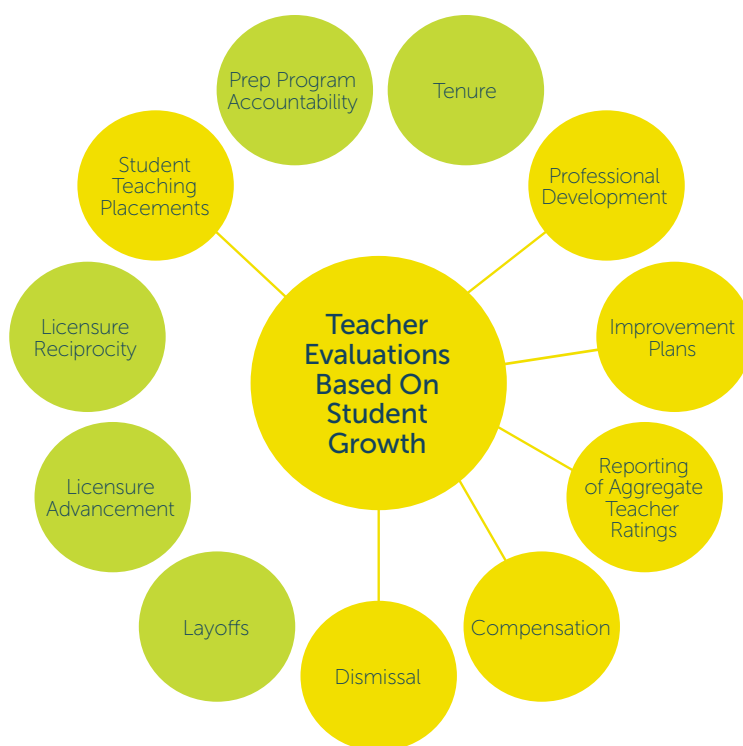 Prep Program
Accountability
Tenure
Student
Teaching
Placements
Professional
Development
Licensure
Reciprocity
Teacher
Evaluations
Based On
Student
Growth
Improvement
Plans
Licensure
Advancement
Reporting
of Aggregate
Teacher
Ratings
Layoffs
Compensation
Dismissal